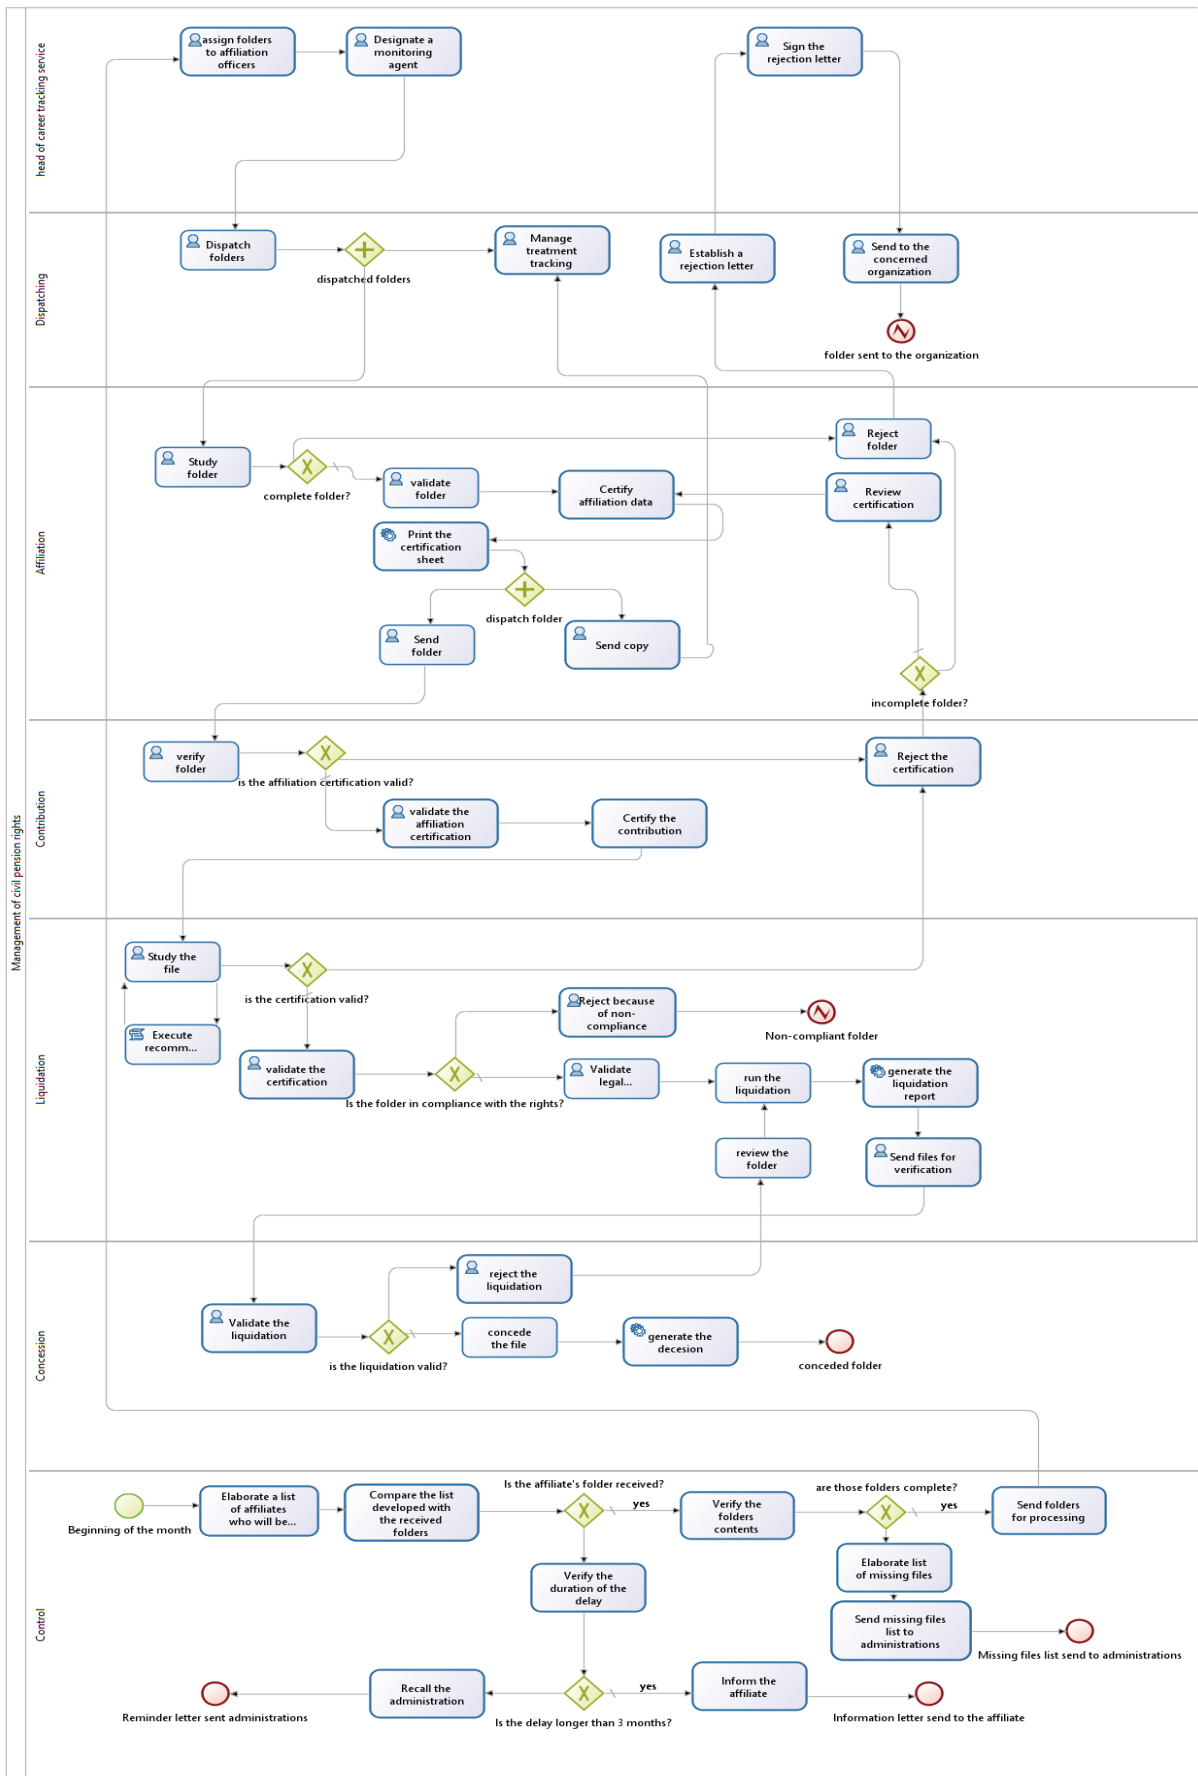 Management of civil pension rights
head of career tracking service
assign folders
to affiliation
officers
Designate a
monitoring
agent
Sign the
rejection letter
Dispatching
Dispatch
folders
dispatched folders
Manage
treatment
tracking
Establish a
rejection letter
Send to the
concerned
organization
folder sent to the organization
Affiliation
Study
folder
complete folder?
validate
folder
Certify
affiliation data
Reject
folder
Review
certification
Print the
certification
sheet
dispatch folder
Send
folder
Send copy
incomplete folder?
Contribution
verify
folder
is the affiliation certification valid?
Reject the
certification
validate the
affiliation
certification
Certify the
contribution
Liquidation
Study the
file
is the certification valid?
Execute
recomm...
validate the
certification
Is the folder in compliance with the rights?
Reject because
of non-
compliance
Non-compliant folder
Validate
legal...
run the
liquidation
generate the
liquidation
report
review the
folder
Send files for
verification
Concession
Validate the
liquidation
is the liquidation valid?
reject the
liquidation
concede
the file
generate the
decesion
conceded folder
Control
Beginning of the month
Elaborate a list
of affiliates
who will be...
Compare the list
developed with
the received
folders
Is the affiliate's folder received?
yes
Verify the
folders
contents
are those folders complete?
yes
Send folders
for processing
Elaborate list
of missing files
Send missing files
list to
administrations
Missing files list send to administrations
Verify the
duration of the
delay
Is the delay longer than 3 months?
yes
Recall the
administration
Reminder letter sent administrations
Inform the
affiliate
Information letter send to the affiliate